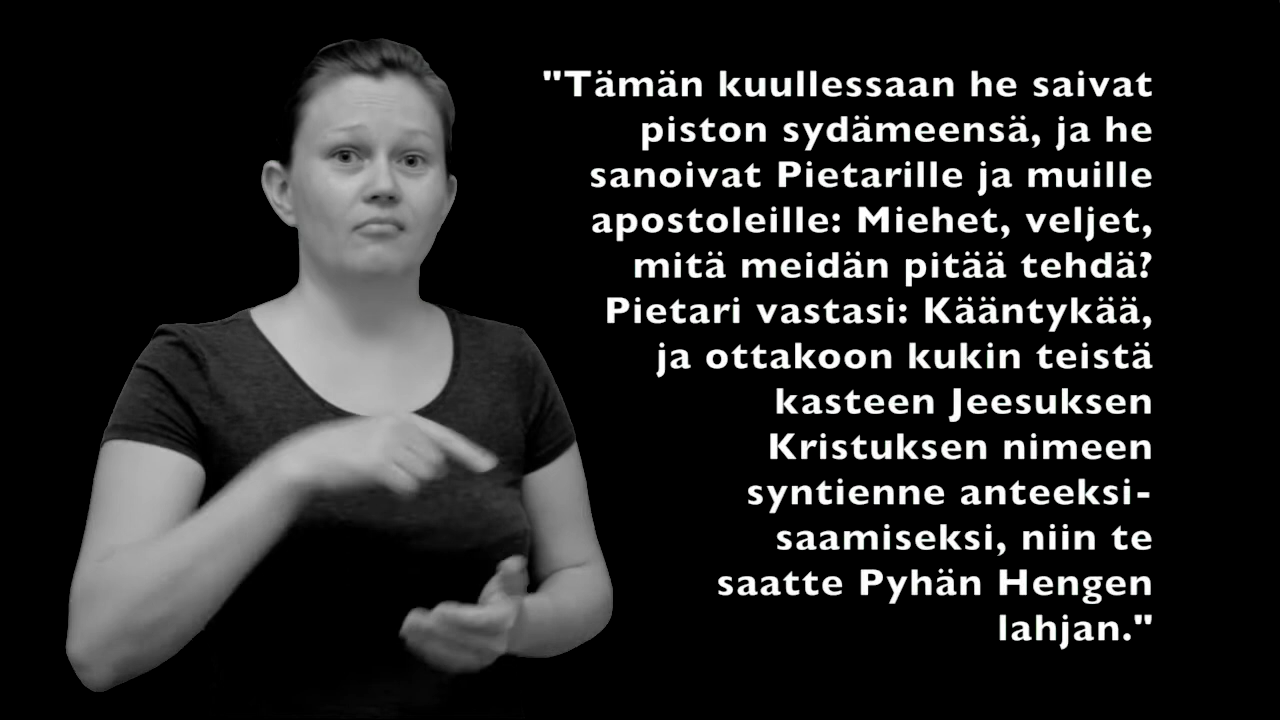 "Tämän kuullessaan he saivat
piston sydämeensä, ja he
sanoivat Pietarille ja muille
apostoleille: Miehet, veljet,
mitä meidän pitää tehdä?
Pietari vastasi: Kääntykää,
ja ottakoon kukin teistä
kasteen Jeesuksen
Kristuksen nimeen
syntienne anteeksi-
saamiseksi, niin te
saatte Pyhän Hengen
lahjan."